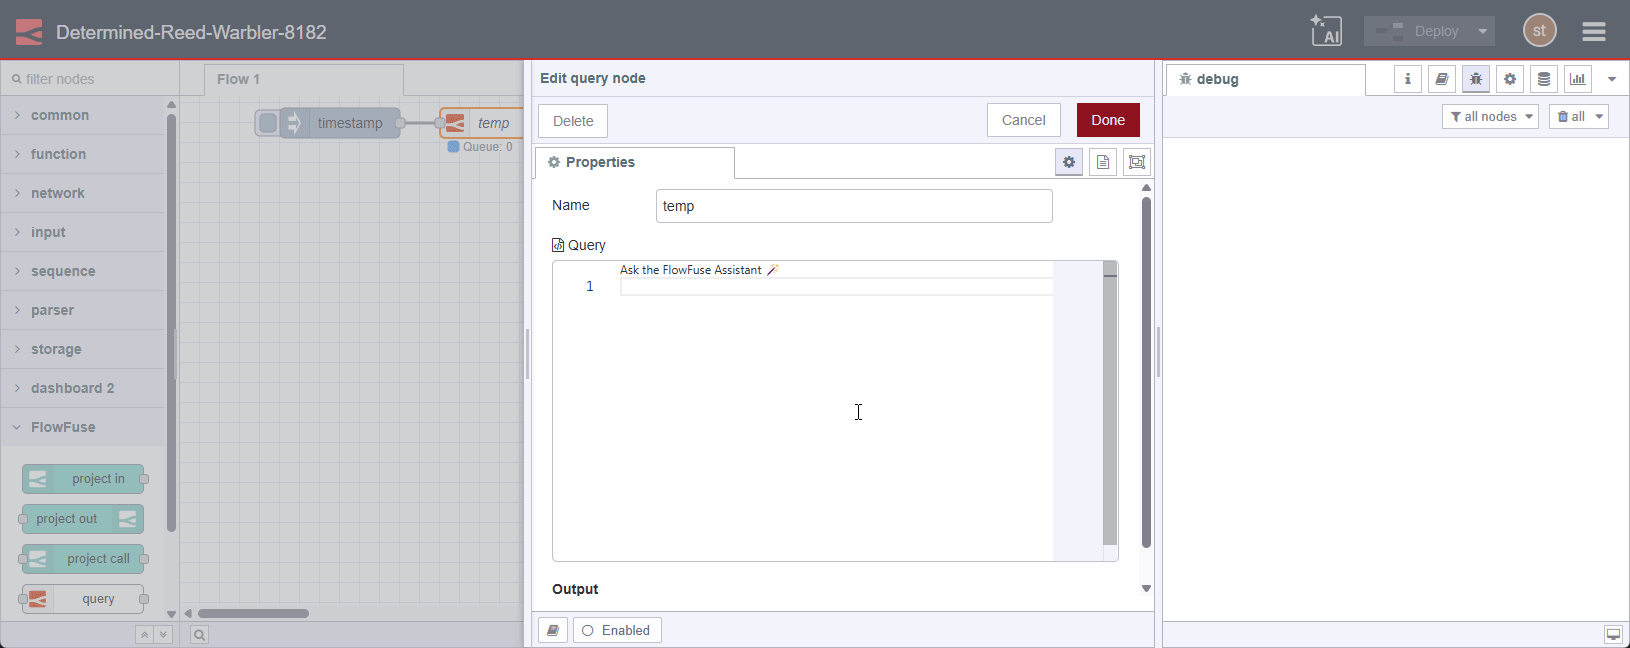 Determined-Reed-Warbler-8182
AI
Deploy
st
filter nodes
Flow 1
common
function
network
input
sequence
parser
storage
dashboard 2
FlowFuse
project in
project out
project call
query
timestamp
temp
Queue: 0
Edit query node
Delete
Cancel
Done
Properties
Name
temp
Query
Ask the FlowFuse Assistant 🪄
1
Output
Enabled
debug
i
all nodes
all